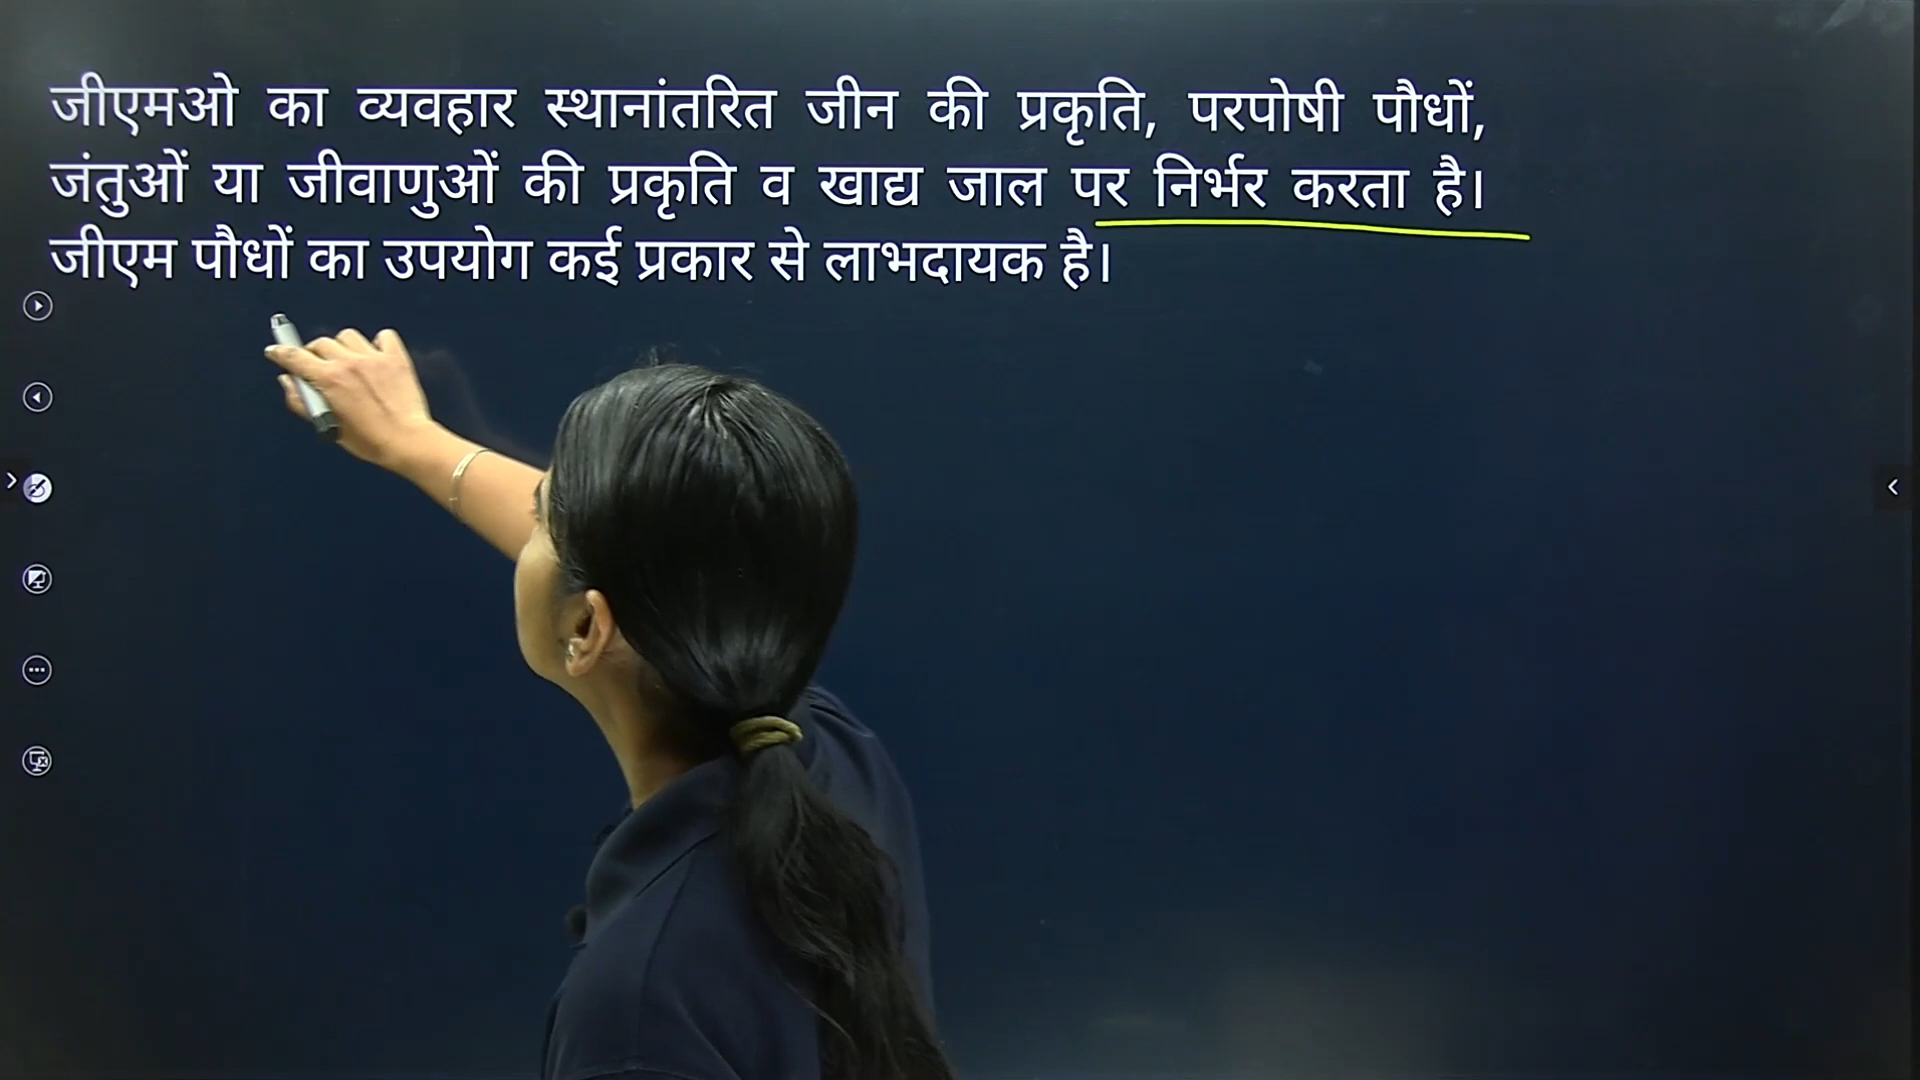 जीएमओ का व्यवहार स्थानांतरित जीन की प्रकृति, परपोषी पौधों,
जंतुओं या जीवाणुओं की प्रकृति व खाद्य जाल पर निर्भर करता है।
जीएम पौधों का उपयोग कई प्रकार से लाभदायक है।